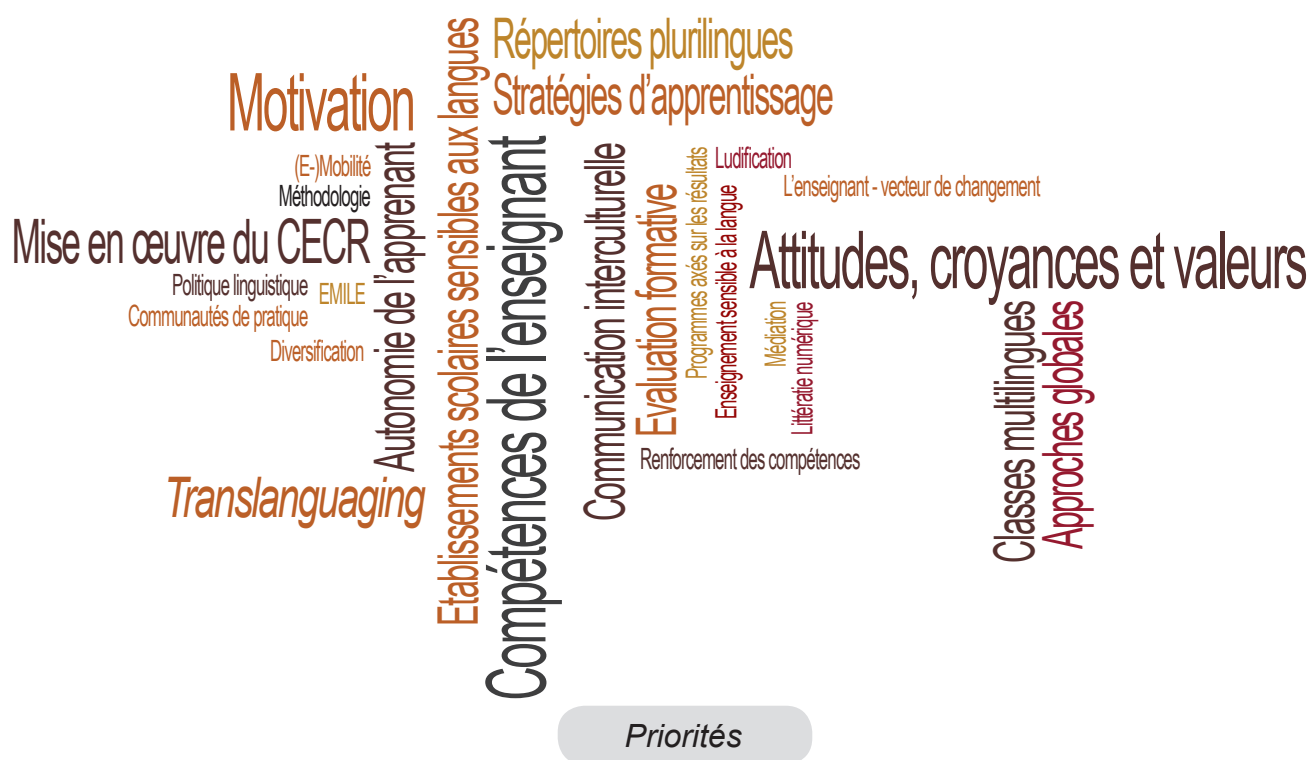 Répertoires plurilingues
Stratégies d'apprentissage
Motivation
(E-)Mobilité
Méthodologie
Mise en œuvre du CECR
Politique linguistique
EMILE
Communautés de pratique
Diversification
Autonomie de l'apprenant
Translanguaging
Etablissements scolaires sensibles aux langues
Compétences de l'enseignant
Communication interculturelle
Evaluation formative
Programmes axés sur les résultats
Ludification
Enseignement sensible à la langue
L'enseignant - vecteur de changement
Attitudes, croyances et valeurs
Médiation
Littératie numérique
Renforcement des compétences
Classes multilingues
Approches globales
Priorités